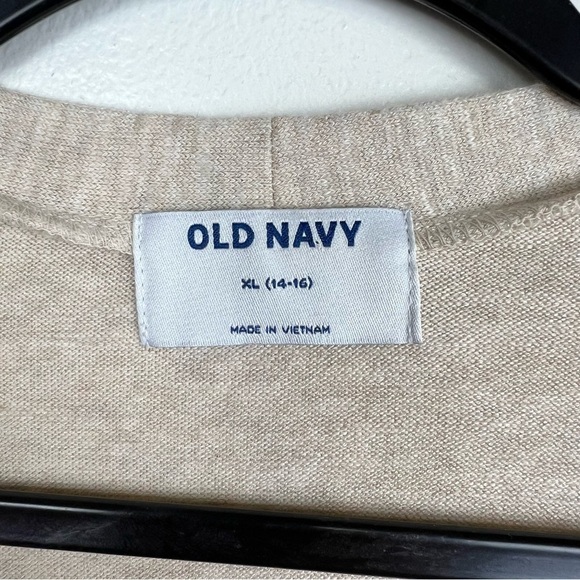 OLD NAVY
XL (14-16)
MADE IN VIETNAM